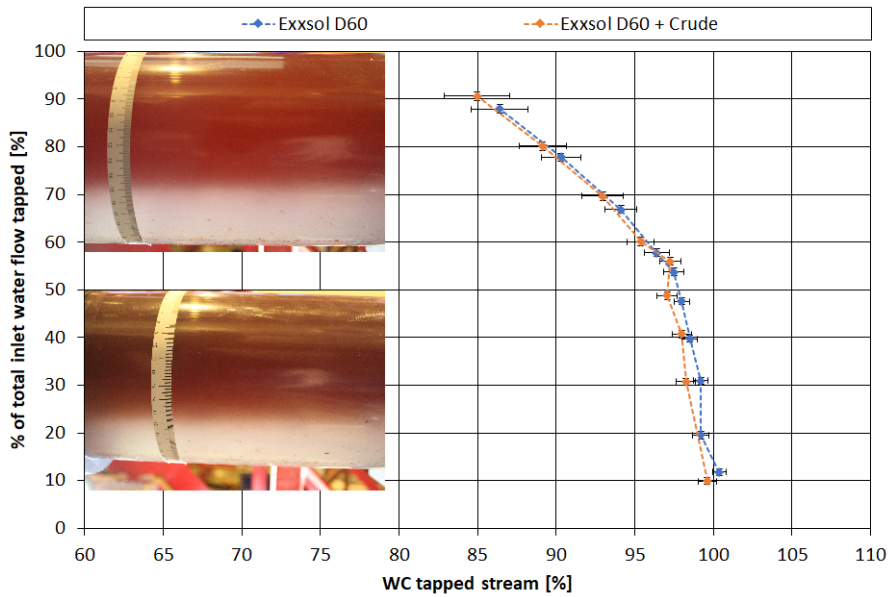 Exxsol D60
Exxsol D60 + Crude
100
90
80
70
60
50
40
30
20
10
0
% of total inlet water flow tapped [%]
60 65 70 75 80 85 90 95 100 105 110
WC tapped stream [%]